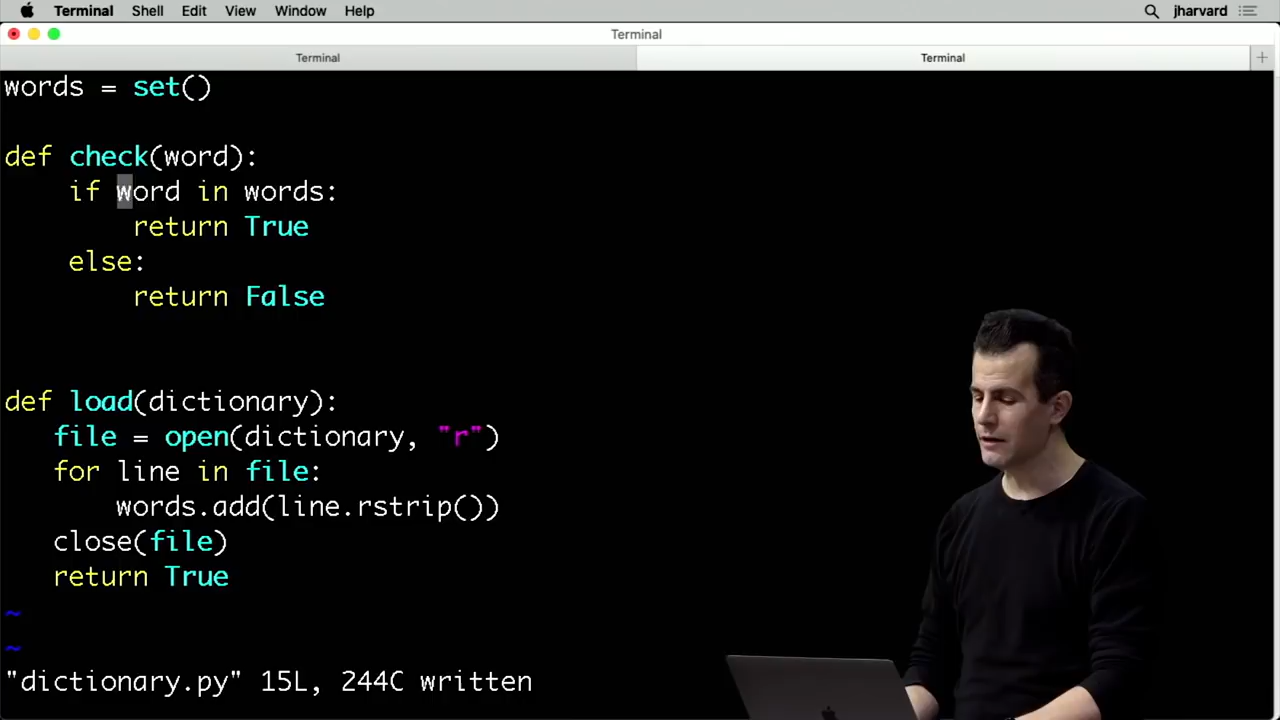 Terminal Shell Edit View Window Help jharvard
Terminal
Terminal Terminal +
words = set()
def check(word):
    if word in words:
        return True
    else:
        return False
def load(dictionary):
   file = open(dictionary, "r")
   for line in file:
       words.add(line.rstrip())
   close(file)
   return True
~
~
"dictionary.py" 15L, 244C written